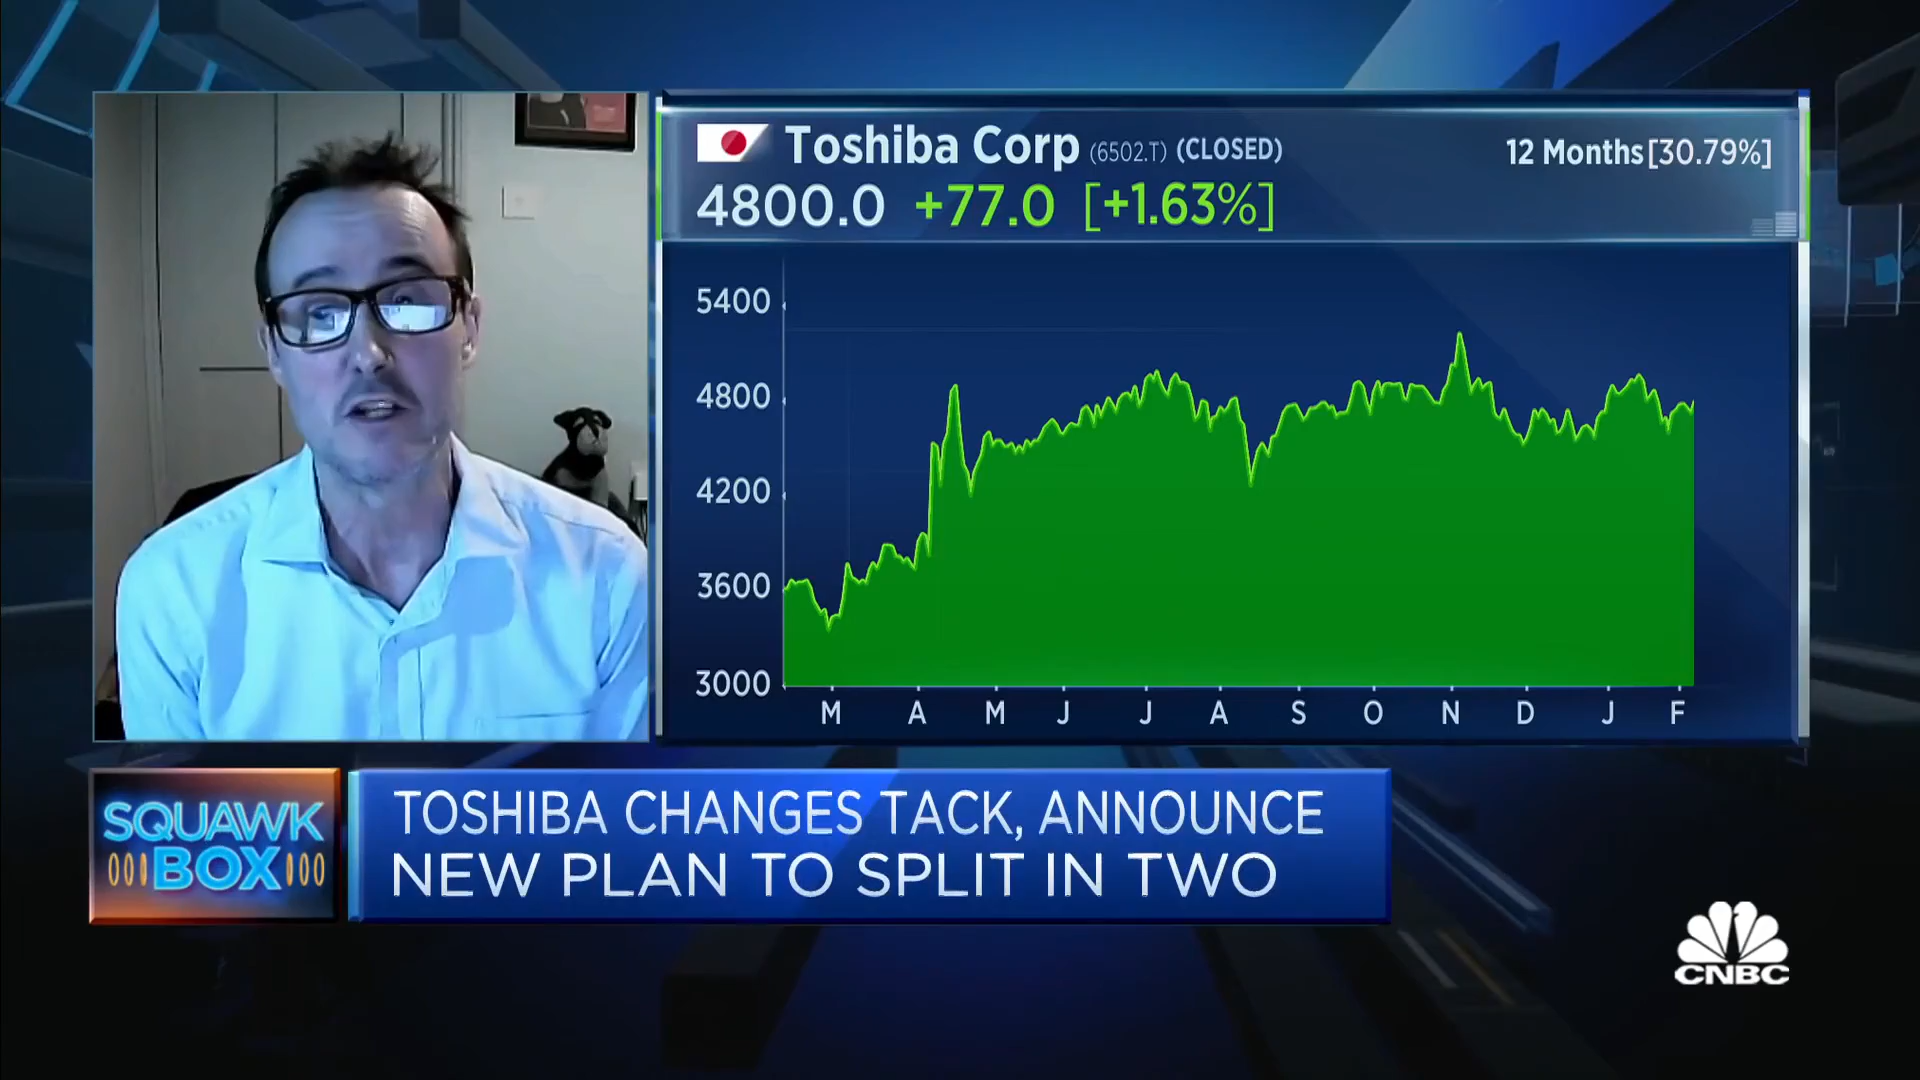 Toshiba Corp (6502.T) (CLOSED)
12 Months[30.79%]
4800.0 +77.0 [+1.63%]
5400
4800
4200
3600
3000
M A M J J A S O N D J F
SQUAWK
BOX
TOSHIBA CHANGES TACK, ANNOUNCE
NEW PLAN TO SPLIT IN TWO
CNBC